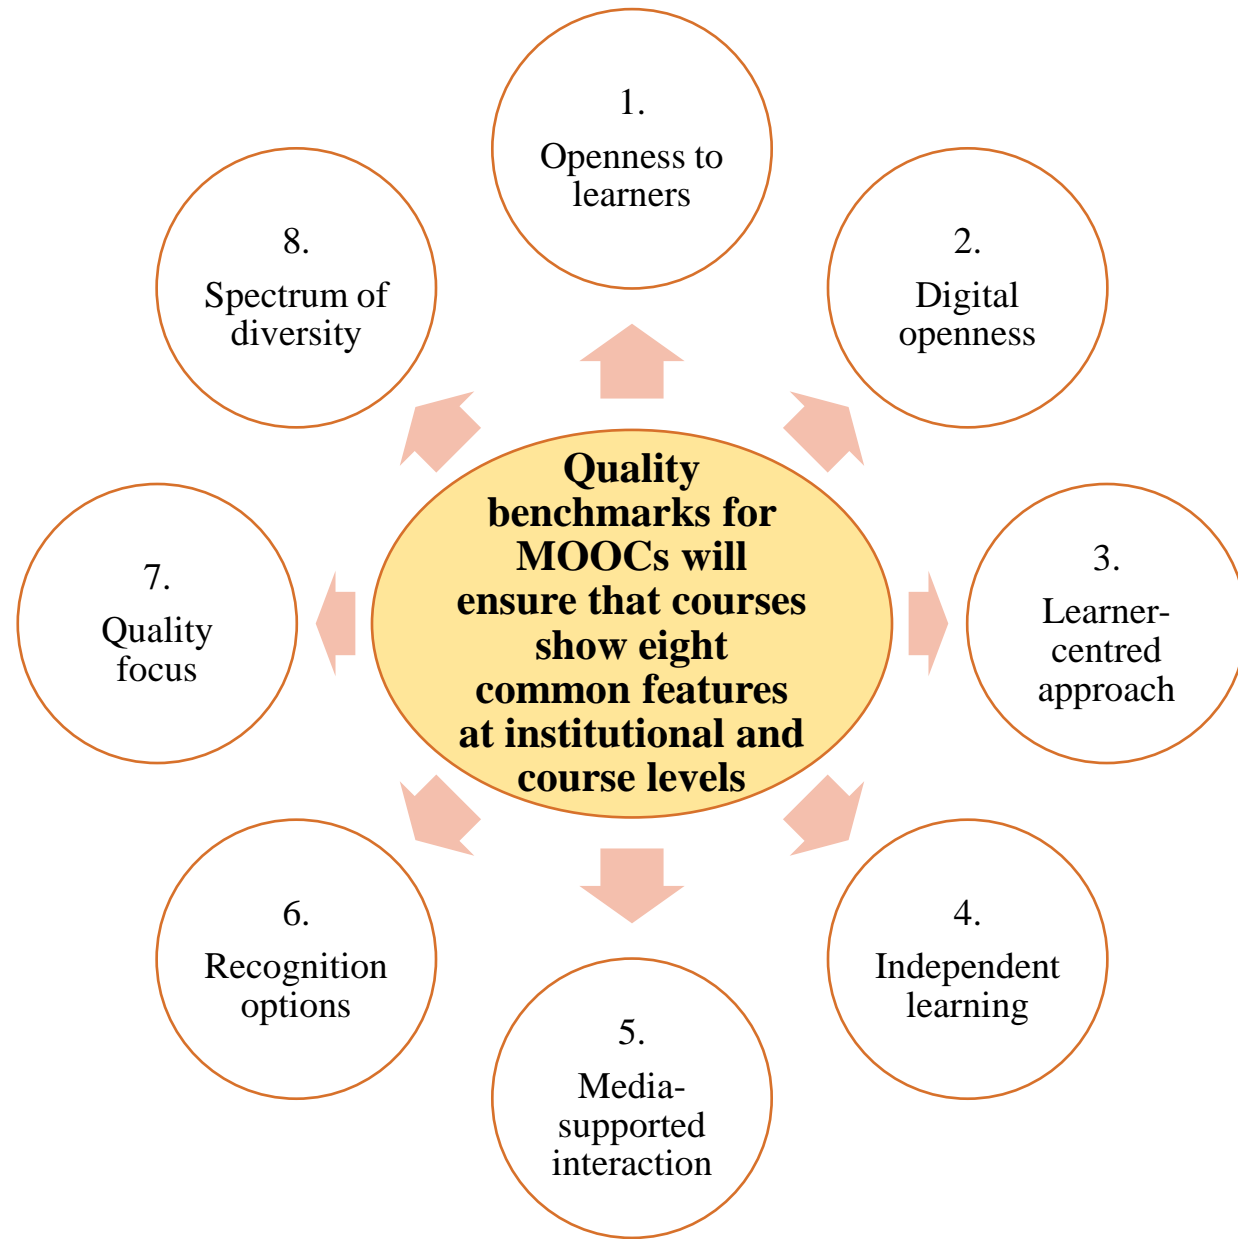 1.
Openness to
learners
2.
Digital
openness
3.
Learner-
centred
approach
4.
Independent
learning
5.
Media-
supported
interaction
6.
Recognition
options
7.
Quality
focus
8.
Spectrum of
diversity
Quality
benchmarks for
MOOCs will
ensure that courses
show eight
common features
at institutional and
course levels